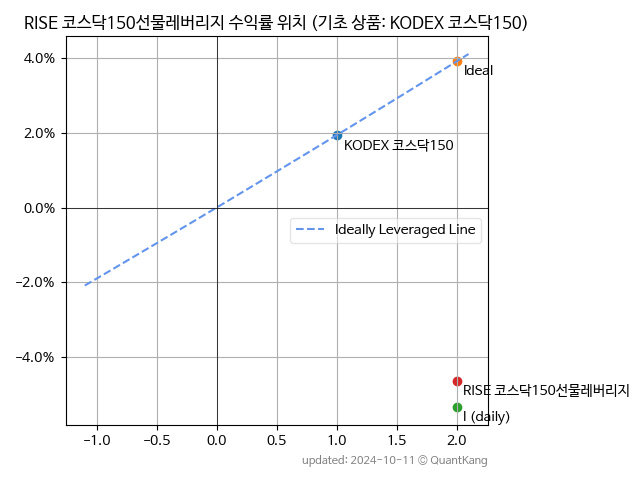 RISE 코스닥150선물레버리지 수익률 위치 (기초 상품: KODEX 코스닥150)
4.0%
Ideal
2.0%
KODEX 코스닥150
0.0%
Ideally Leveraged Line
−2.0%
−4.0%
RISE 코스닥150선물레버리지
I (daily)
−1.0 −0.5 0.0 0.5 1.0 1.5 2.0
updated: 2024-10-11 © QuantKang